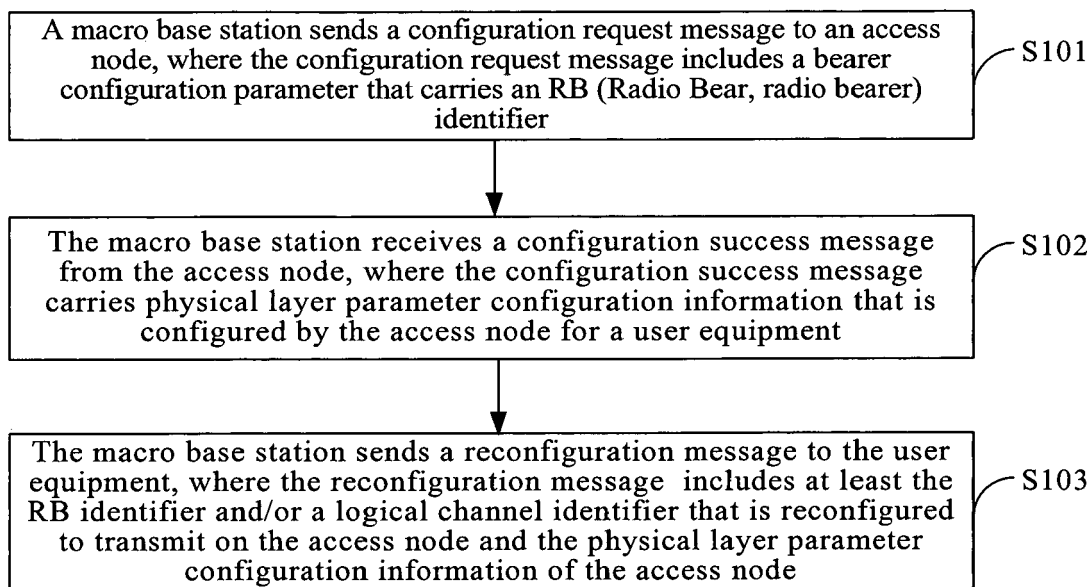 A macro base station sends a configuration request message to an access
node, where the configuration request message includes a bearer
configuration parameter that carries an RB (Radio Bear, radio bearer)
identifier
S101
The macro base station receives a configuration success message
from the access node, where the configuration success message
carries physical layer parameter configuration information that is
configured by the access node for a user equipment
S102
The macro base station sends a reconfiguration message to the user
equipment, where the reconfiguration message includes at least the
RB identifier and/or a logical channel identifier that is reconfigured
to transmit on the access node and the physical layer parameter
configuration information of the access node
S103